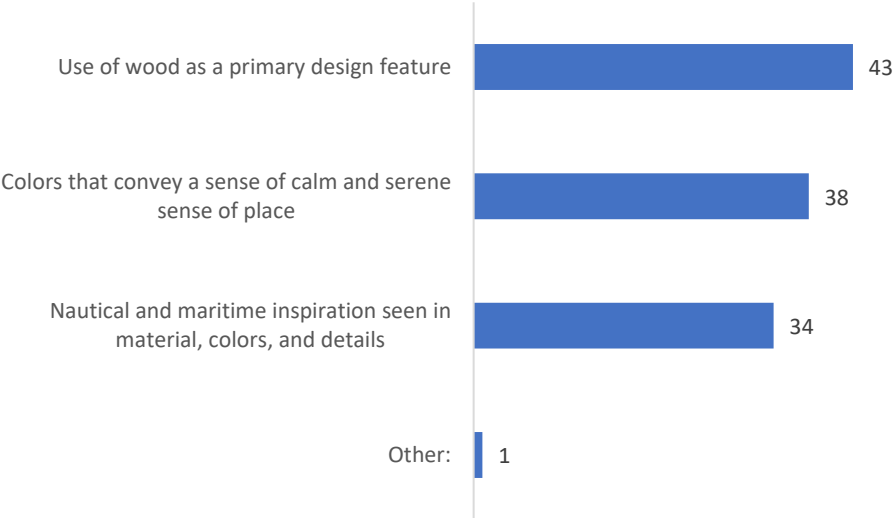 Use of wood as a primary design feature
43
Colors that convey a sense of calm and serene
sense of place
38
Nautical and maritime inspiration seen in
material, colors, and details
34
Other:
1